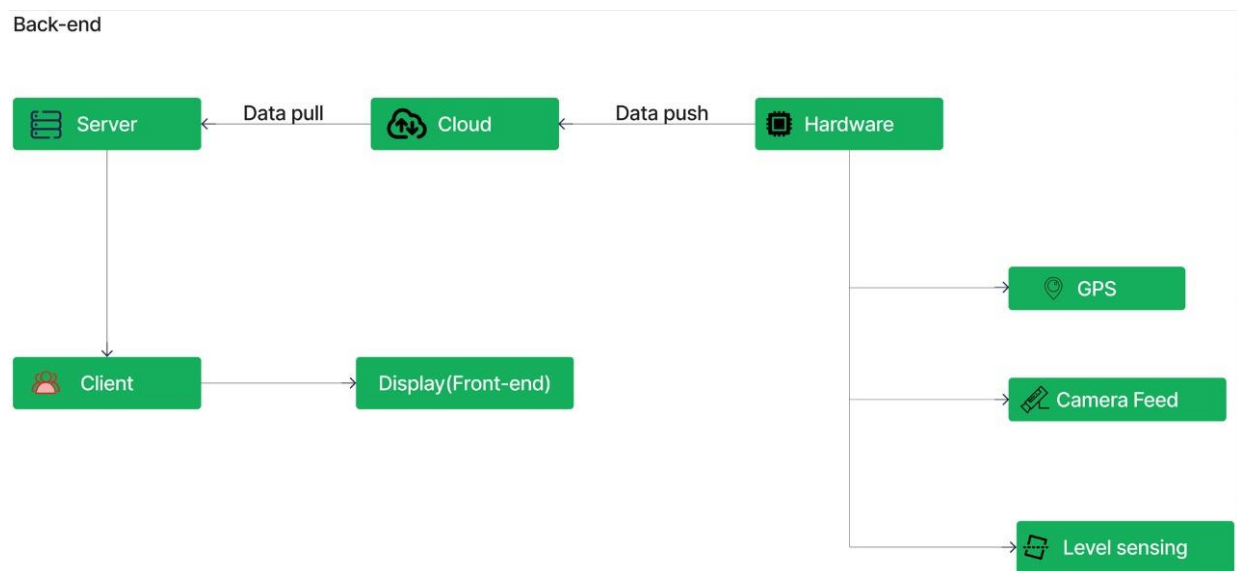 Back-end
Server
Data pull
Cloud
Data push
Hardware
GPS
Client
Display(Front-end)
Camera Feed
Level sensing